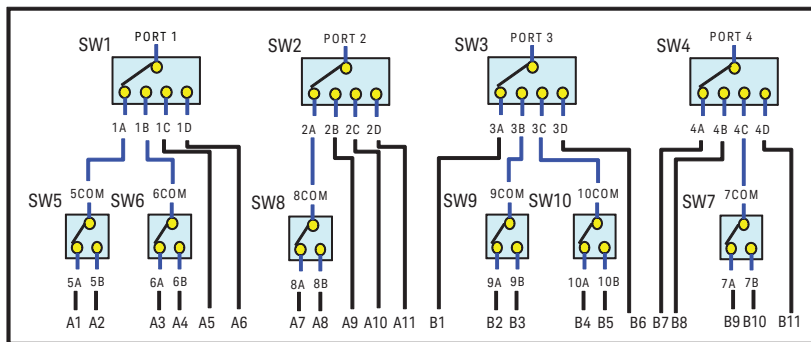 PORT 1 PORT 2 PORT 3 PORT 4
SW1 SW2 SW3 SW4
1A 1B 1C 1D 2A 2B 2C 2D 3A 3B 3C 3D 4A 4B 4C 4D
5COM 6COM 8COM 9COM 10COM 7COM
SW5 SW6 SW8 SW9 SW10 SW7
5A 5B 6A 6B 8A 8B 9A 9B 10A 10B 7A 7B
A1 A2 A3 A4 A5 A6 A7 A8 A9 A10 A11 B1 B2 B3 B4 B5 B6 B7 B8 B9 B10 B11